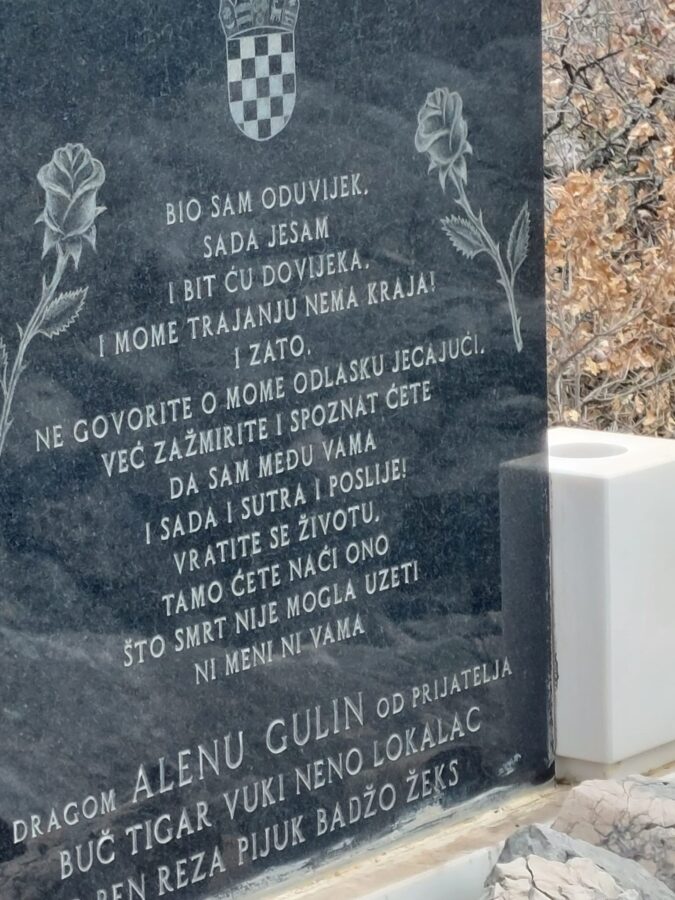 BIO SAM ODUVIJEK,
SADA JESAM
I BIT ĆU DOVIJEKA,
I MOME TRAJANJU NEMA KRAJA!
I ZATO,
NE GOVORITE O MOME ODLASKU JECAJUĆI,
VEĆ ZAŽMIRITE I SPOZNAT ĆETE
DA SAM MEĐU VAMA
I SADA I SUTRA I POSLIJE!
VRATITE SE ŽIVOTU,
TAMO ĆETE NAĆI ONO
ŠTO SMRT NIJE MOGLA UZETI
NI MENI NI VAMA
DRAGOM ALENU GULIN OD PRIJATELJA
BUČ TIGAR VUKI NENO LOKALAC
BEN REZA PIJUK BADŽO ŽEKS